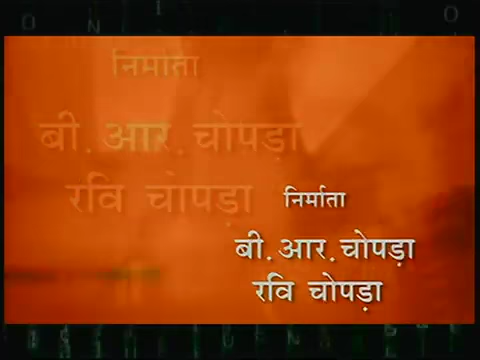 निर्माता
बी. आर. चोपड़ा
रवि चोपड़ा
निर्माता
बी. आर. चोपड़ा
रवि चोपड़ा